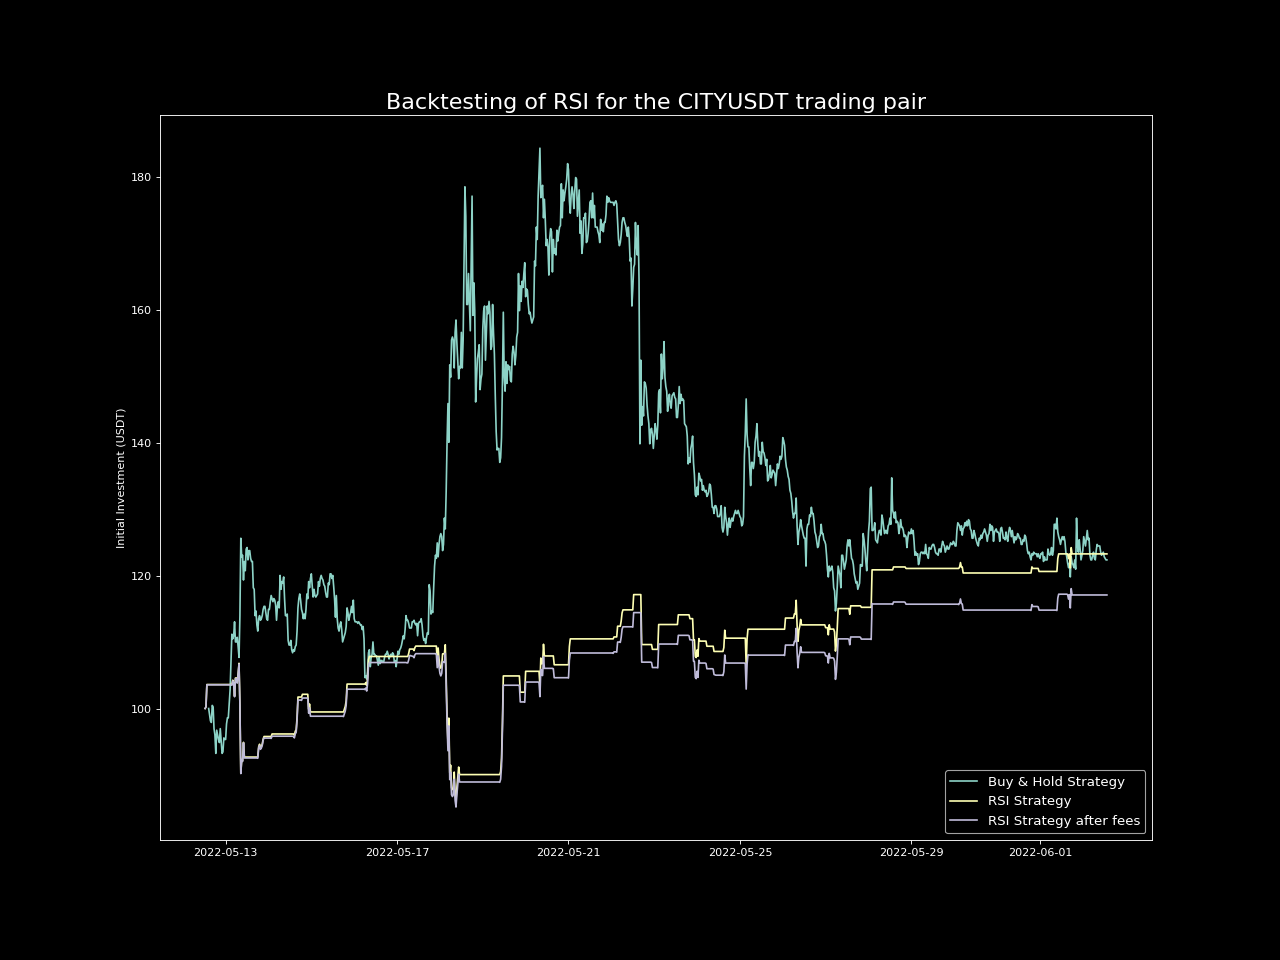 Backtesting of RSI for the CITYUSDT trading pair
180
160
140
120
100
Initial Investment (USDT)
Buy & Hold Strategy
RSI Strategy
RSI Strategy after fees
2022-05-13
2022-05-17
2022-05-21
2022-05-25
2022-05-29
2022-06-01